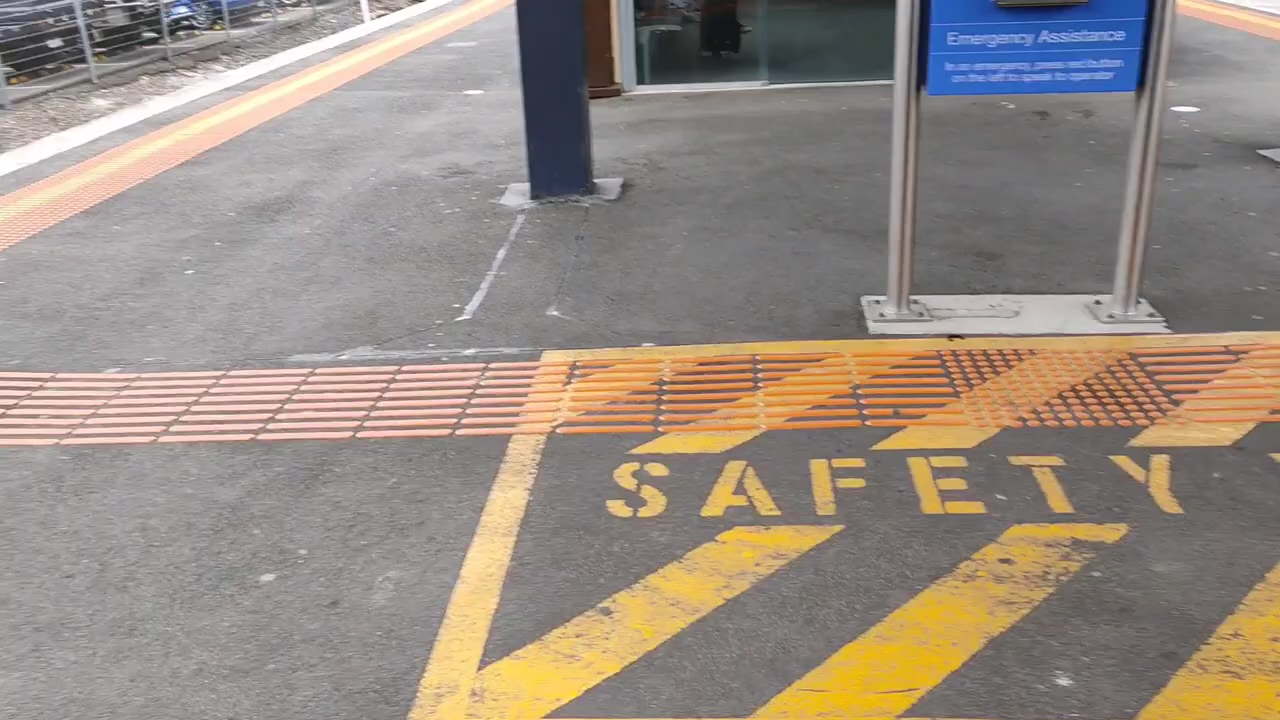 Emergency Assistance
In an emergency, press red button
on the left to speak to operator
SAFETY